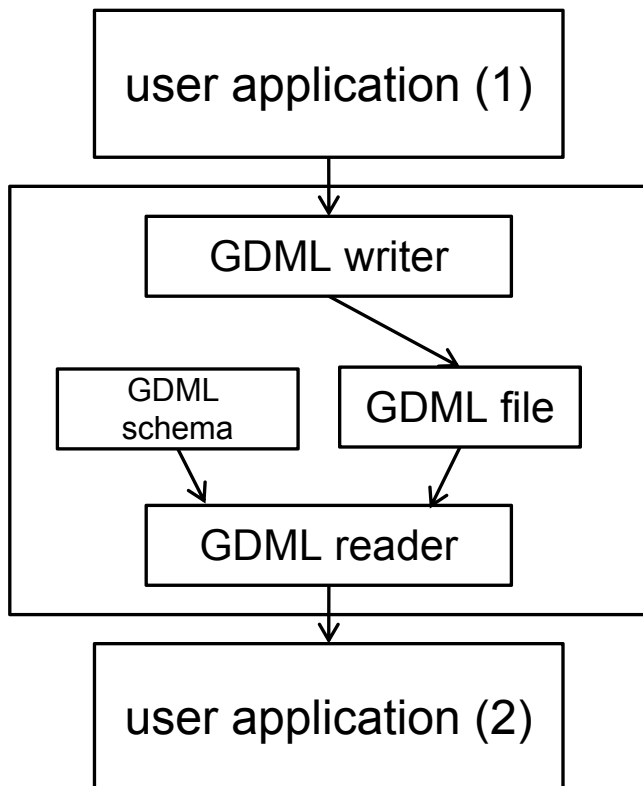 user application (1)
GDML writer
GDML
schema
GDML file
GDML reader
user application (2)